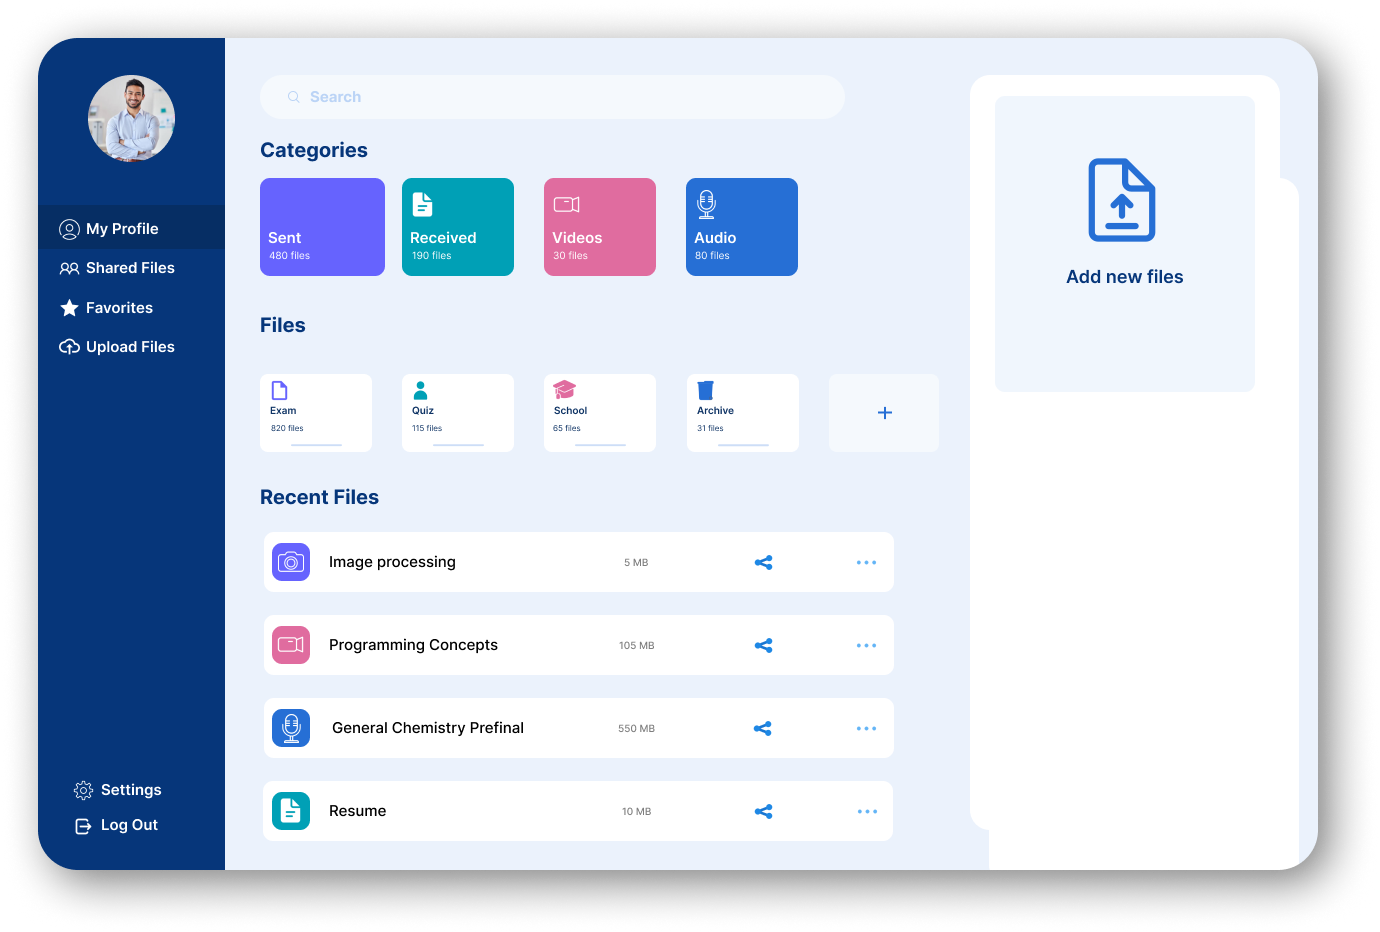 My Profile
Shared Files
Favorites
Upload Files
Settings
Log Out
Search
Categories
Sent
480 files
Received
190 files
Videos
30 files
Audio
80 files
Files
Exam
820 files
Quiz
115 files
School
65 files
Archive
31 files
+
Recent Files
Image processing
5 MB
Programming Concepts
105 MB
General Chemistry Prefinal
550 MB
Resume
10 MB
Add new files